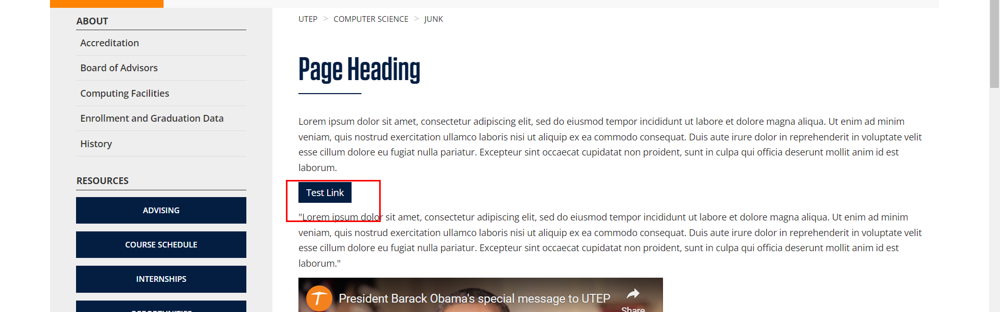 ABOUT
Accreditation
Board of Advisors
Computing Facilities
Enrollment and Graduation Data
History
RESOURCES
ADVISING
COURSE SCHEDULE
INTERNSHIPS
OPPORTUNITIES
UTEP > COMPUTER SCIENCE > JUNK
Page Heading
Lorem ipsum dolor sit amet, consectetur adipiscing elit, sed do eiusmod tempor incididunt ut labore et dolore magna aliqua. Ut enim ad minim
veniam, quis nostrud exercitation ullamco laboris nisi ut aliquip ex ea commodo consequat. Duis aute irure dolor in reprehenderit in voluptate velit
esse cillum dolore eu fugiat nulla pariatur. Excepteur sint occaecat cupidatat non proident, sunt in culpa qui officia deserunt mollit anim id est
laborum.
Test Link
"Lorem ipsum dolor sit amet, consectetur adipiscing elit, sed do eiusmod tempor incididunt ut labore et dolore magna aliqua. Ut enim ad minim
veniam, quis nostrud exercitation ullamco laboris nisi ut aliquip ex ea commodo consequat. Duis aute irure dolor in reprehenderit in voluptate velit
esse cillum dolore eu fugiat nulla pariatur. Excepteur sint occaecat cupidatat non proident, sunt in culpa qui officia deserunt mollit anim id est
laborum."
President Barack Obama's special message to UTEP
Share